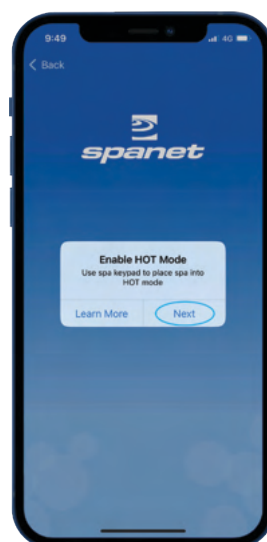 9:49
4G
< Back
spanet
Enable HOT Mode
Use spa keypad to place spa into
HOT mode
Learn More Next